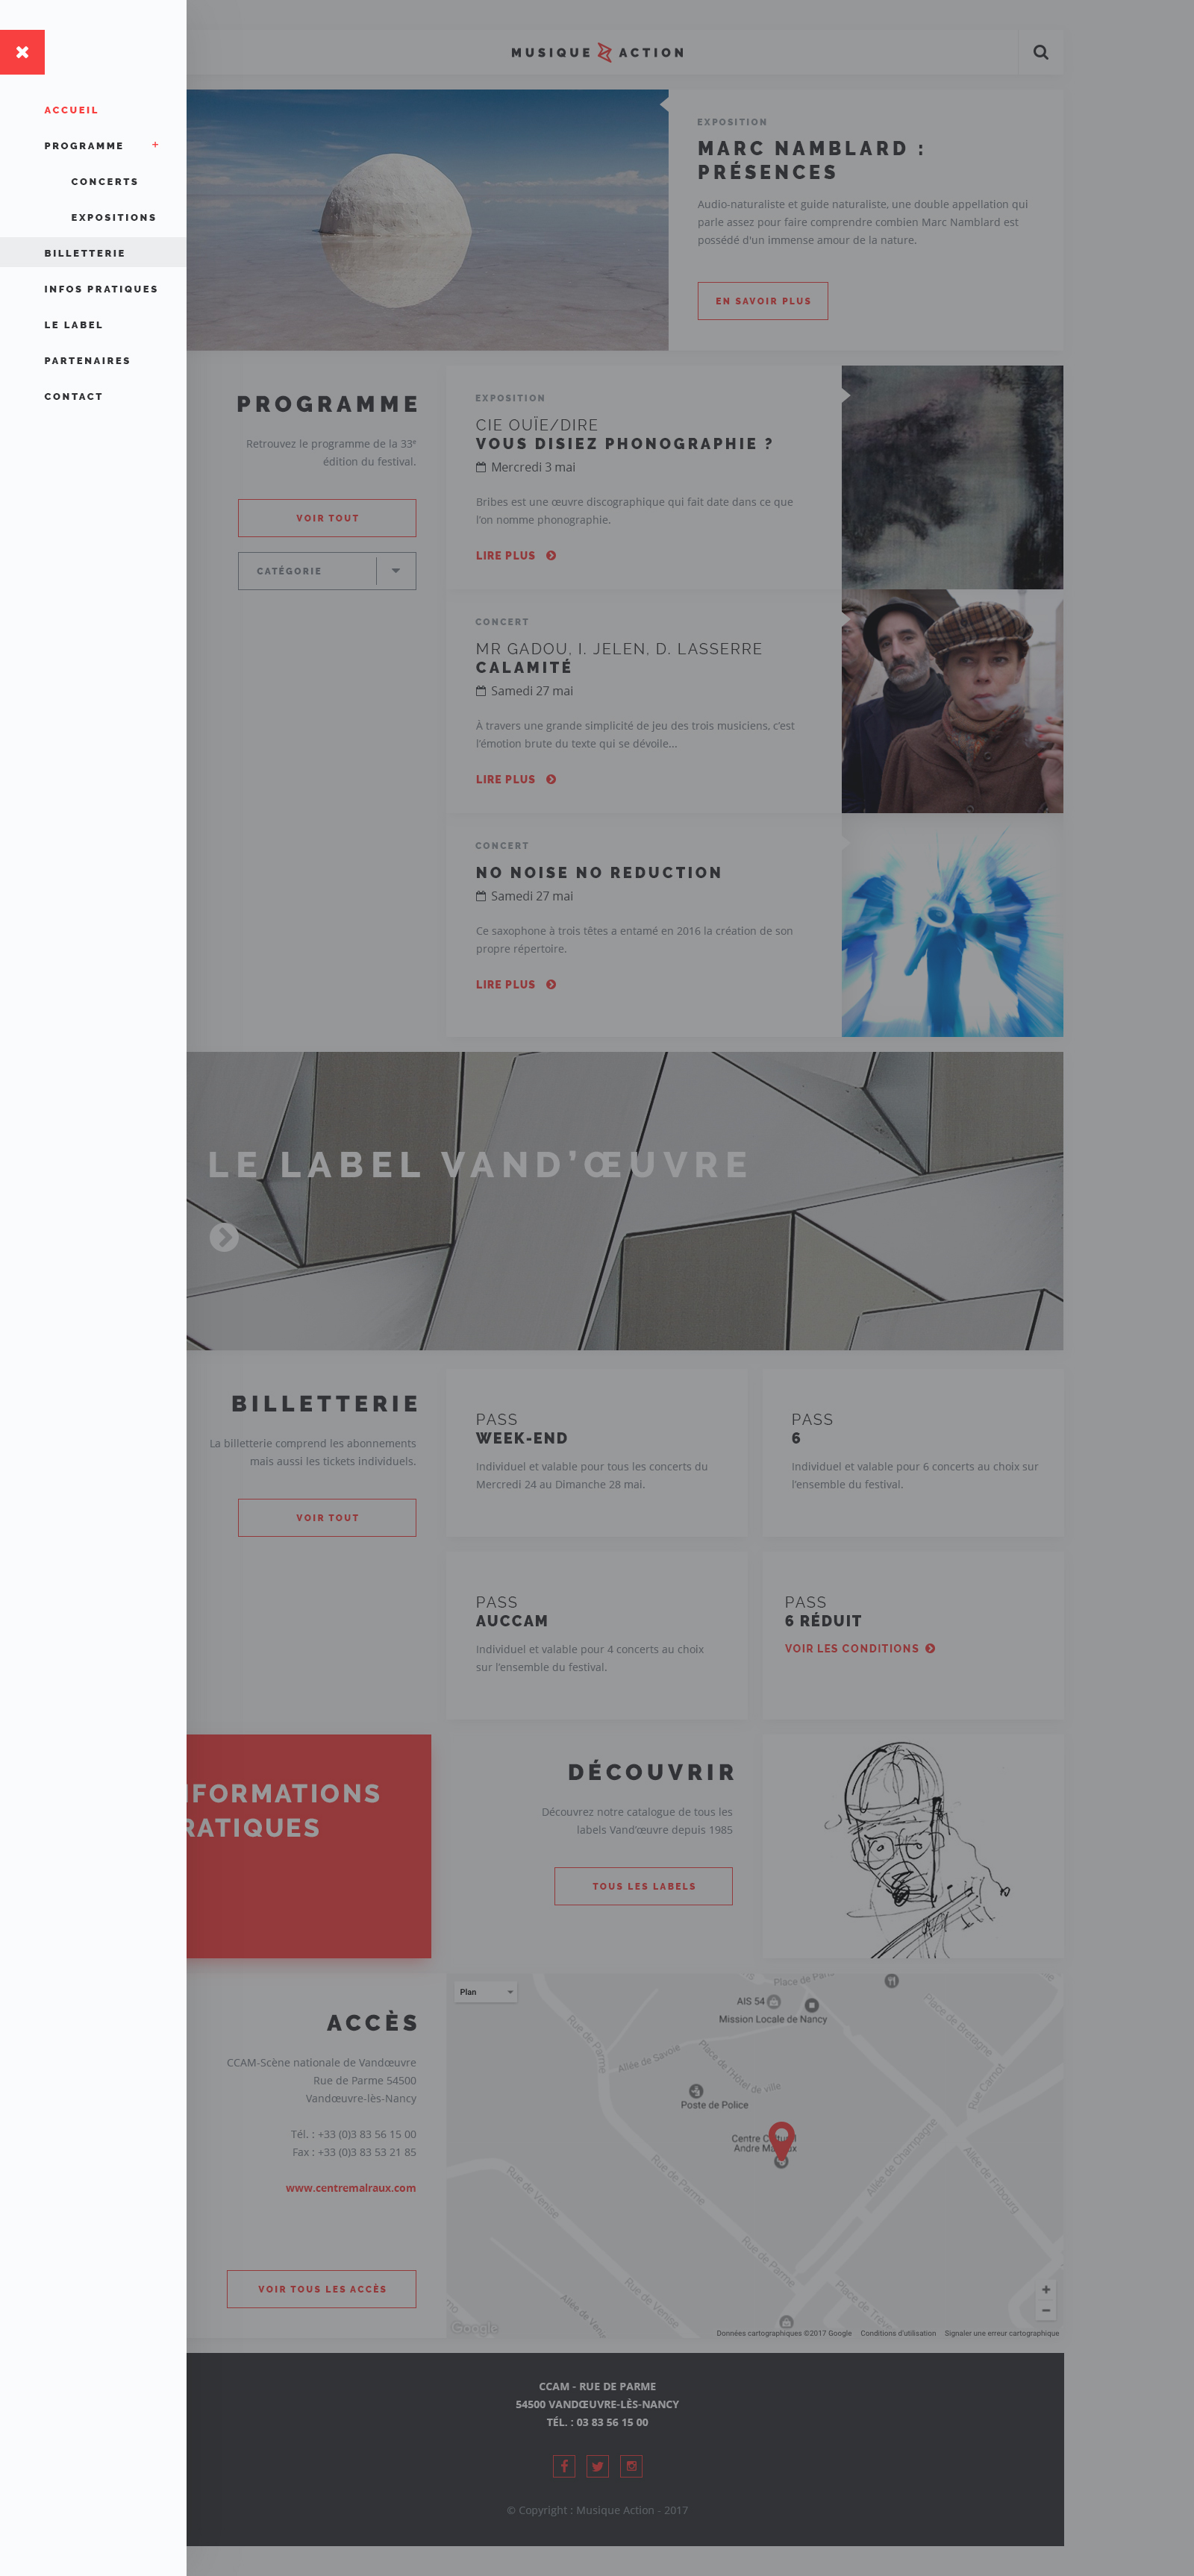 ACCUEIL
PROGRAMME +
CONCERTS
EXPOSITIONS
BILLETTERIE
INFOS PRATIQUES
LE LABEL
PARTENAIRES
CONTACT
MUSIQUE ACTION
EXPOSITION
MARC NAMBLARD :
PRÉSENCES
Audio-naturaliste et guide naturaliste, une double appellation qui
parle assez pour faire comprendre combien Marc Namblard est
possédé d'un immense amour de la nature.
EN SAVOIR PLUS
PROGRAMME
Retrouvez le programme de la 33e
édition du festival.
VOIR TOUT
CATÉGORIE
EXPOSITION
CIE OUÏE/DIRE
VOUS DISIEZ PHONOGRAPHIE ?
Mercredi 3 mai
Bribes est une œuvre discographique qui fait date dans ce que
l'on nomme phonographie.
LIRE PLUS
CONCERT
MR GADOU, I. JELEN, D. LASSERRE
CALAMITÉ
Samedi 27 mai
À travers une grande simplicité de jeu des trois musiciens, c'est
l'émotion brute du texte qui se dévoile...
LIRE PLUS
CONCERT
NO NOISE NO REDUCTION
Samedi 27 mai
Ce saxophone à trois têtes a entamé en 2016 la création de son
propre répertoire.
LIRE PLUS
LE LABEL VAND'ŒUVRE
BILLETTERIE
La billetterie comprend les abonnements
mais aussi les tickets individuels.
VOIR TOUT
PASS
WEEK-END
Individuel et valable pour tous les concerts du
Mercredi 24 au Dimanche 28 mai.
PASS
6
Individuel et valable pour 6 concerts au choix sur
l'ensemble du festival.
PASS
AUCCAM
Individuel et valable pour 4 concerts au choix
sur l'ensemble du festival.
PASS
6 RÉDUIT
VOIR LES CONDITIONS
NFORMATIONS
RATIQUES
DÉCOUVRIR
Découvrez notre catalogue de tous les
labels Vand'œuvre depuis 1985
TOUS LES LABELS
ACCÈS
CCAM-Scène nationale de Vandœuvre
Rue de Parme 54500
Vandœuvre-lès-Nancy
Tél. : +33 (0)3 83 56 15 00
Fax : +33 (0)3 83 53 21 85
www.centremalraux.com
VOIR TOUS LES ACCÈS
Plan
Place de
AIS 54
Mission Locale de Nancy
Rue de Parme
Allée de Savoie
Place de l'Hôtel de ville
Place de Bretagne
Rue Carnot
Poste de Police
Centre
Andre
Rue de Venise
Rue de Parme
Allée de Champagne
Allée de Fribourg
Rue de Parme
Rue de Venise
Allée de
Place de
Google
+
−
Données cartographiques ©2017 Google Conditions d'utilisation Signaler une erreur cartographique
CCAM - RUE DE PARME
54500 VANDŒUVRE-LÈS-NANCY
TÉL. : 03 83 56 15 00
© Copyright : Musique Action - 2017